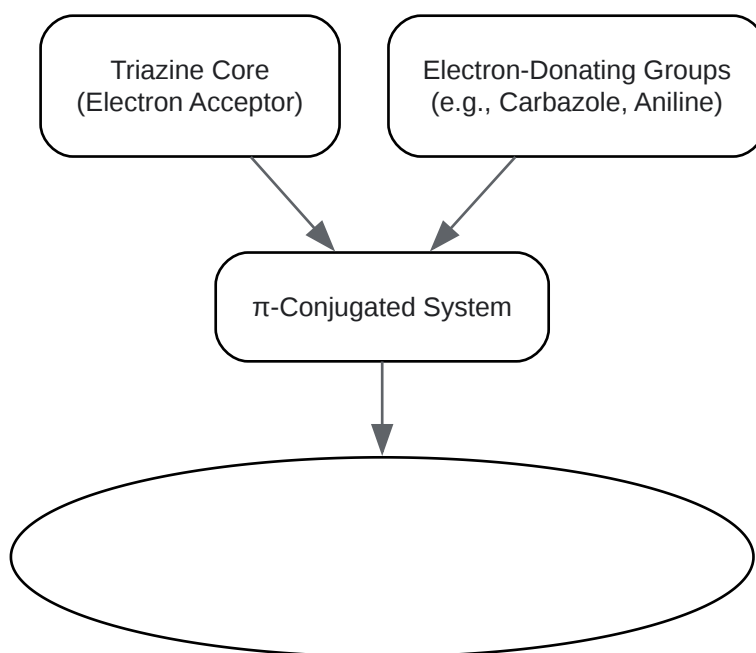 Triazine Core
(Electron Acceptor)
Electron-Donating Groups
(e.g., Carbazole, Aniline)
π-Conjugated System